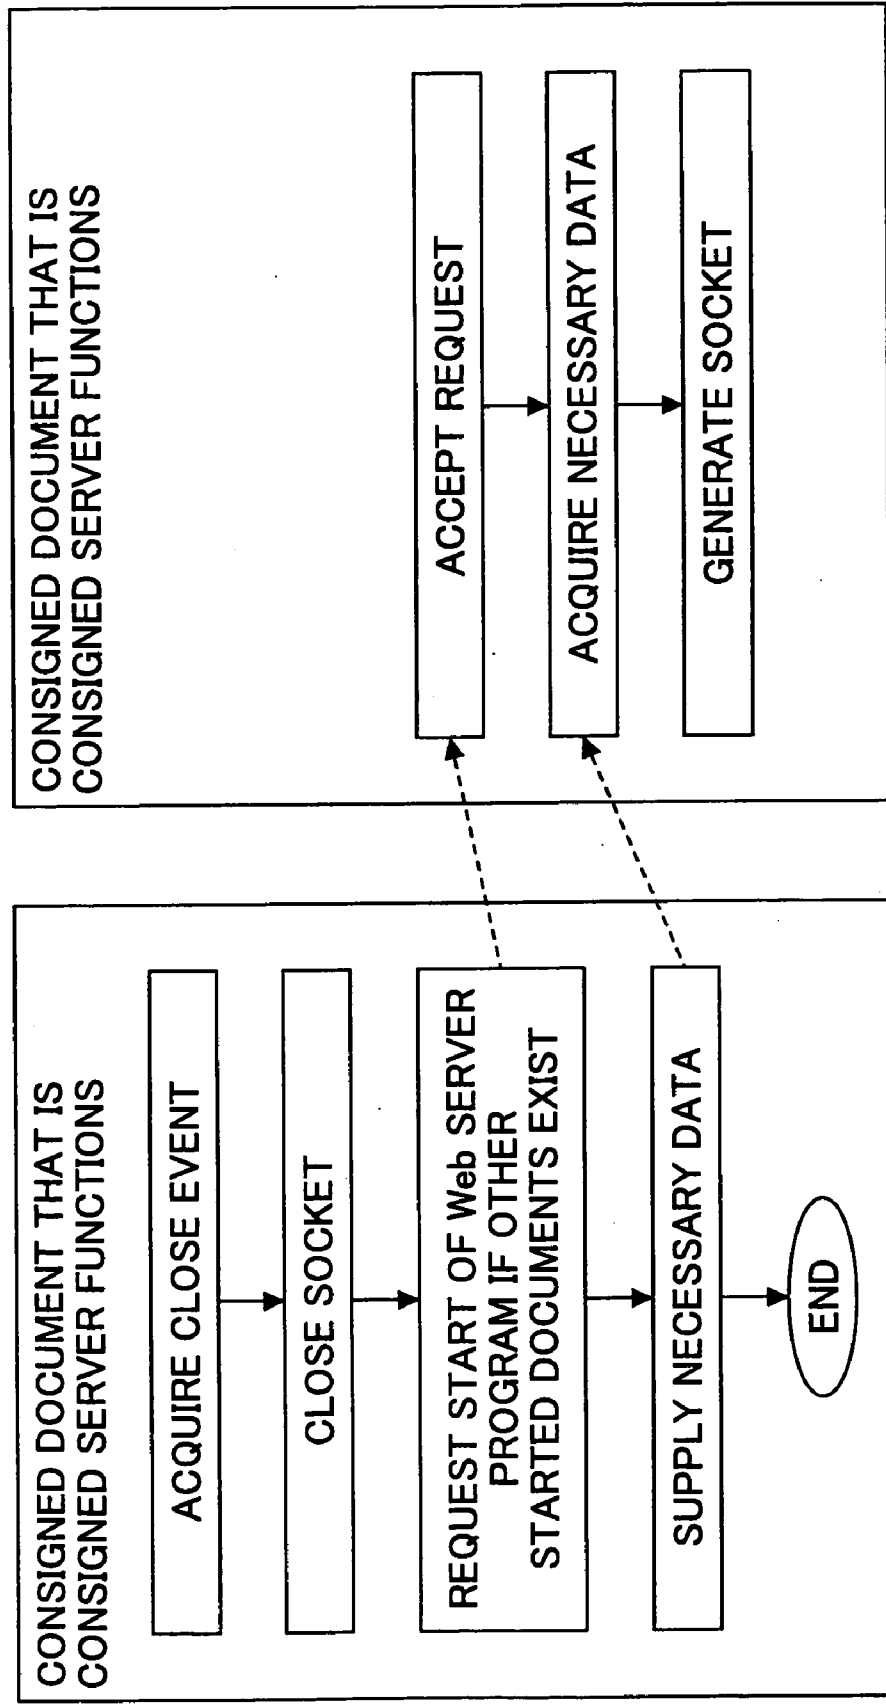 CONSIGNED DOCUMENT THAT IS
CONSIGNED SERVER FUNCTIONS
ACQUIRE CLOSE EVENT
CLOSE SOCKET
REQUEST START OF Web SERVER
PROGRAM IF OTHER
STARTED DOCUMENTS EXIST
SUPPLY NECESSARY DATA
END
CONSIGNED DOCUMENT THAT IS
CONSIGNED SERVER FUNCTIONS
ACCEPT REQUEST
ACQUIRE NECESSARY DATA
GENERATE SOCKET